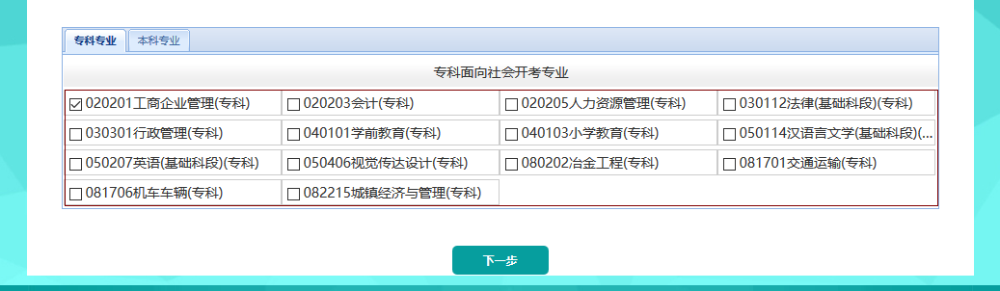 专科专业 本科专业
专科面向社会开考专业
020201工商企业管理(专科) 020203会计(专科) 020205人力资源管理(专科) 030112法律(基础科段)(专科)
030301行政管理(专科) 040101学前教育(专科) 040103小学教育(专科) 050114汉语言文学(基础科段)(...
050207英语(基础科段)(专科) 050406视觉传达设计(专科) 080202冶金工程(专科) 081701交通运输(专科)
081706机车车辆(专科) 082215城镇经济与管理(专科)
下一步